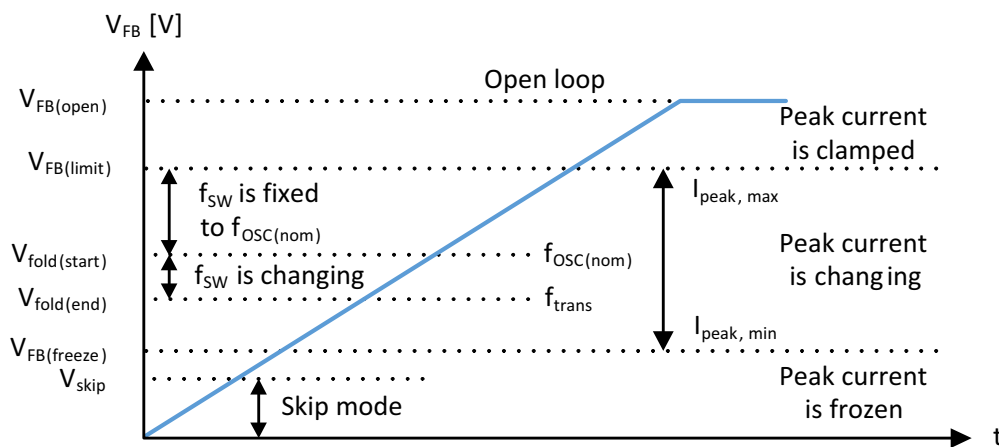 V_FB [V]
Open loop
V_FB(open)
Peak current
is clamped
V_FB(limit)
I_peak, max
f_SW is fixed
to f_OSC(nom)
V_fold(start)
f_OSC(nom)
Peak current
is changing
f_SW is changing
V_fold(end)
f_trans
I_peak, min
V_FB(freeze)
V_skip
Peak current
is frozen
Skip mode
t